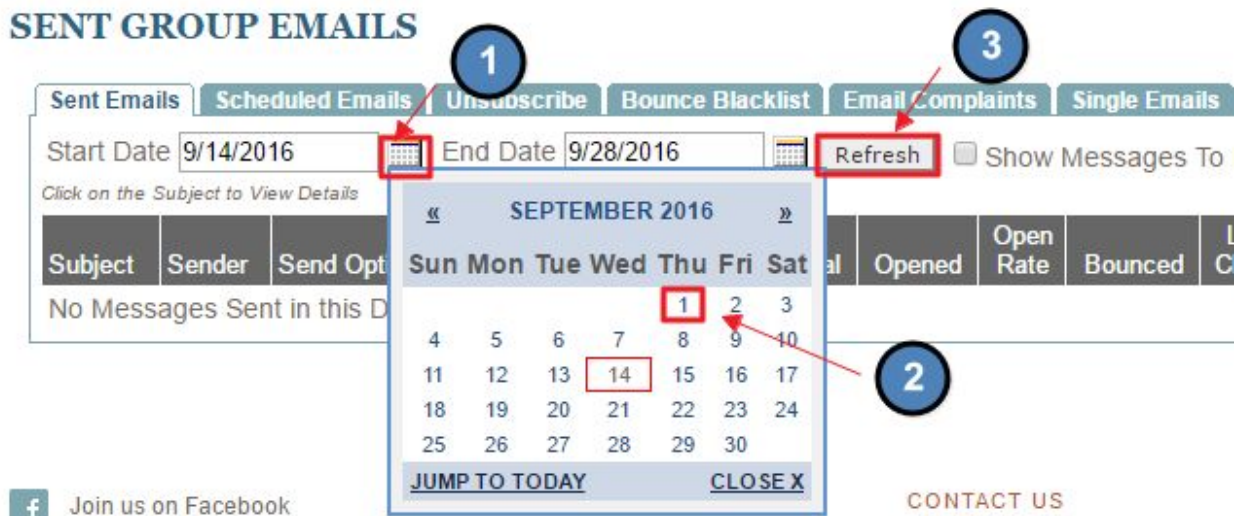 SENT GROUP EMAILS
1
3
Sent Emails Scheduled Emails Unsubscribe Bounce Blacklist Email Complaints Single Emails
Start Date 9/14/2016 End Date 9/28/2016 Refresh Show Messages To
Click on the Subject to View Details
Subject Sender Send Opti al Opened Open Rate Bounced
No Messages Sent in this D
« SEPTEMBER 2016 »
Sun Mon Tue Wed Thu Fri Sat
1 2 3
4 5 6 7 8 9 10
11 12 13 14 15 16 17
18 19 20 21 22 23 24
25 26 27 28 29 30
JUMP TO TODAY CLOSE X
2
f Join us on Facebook
CONTACT US